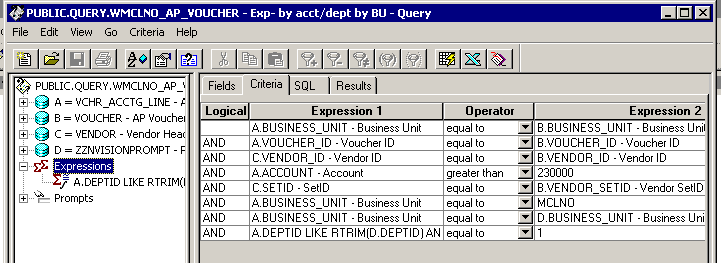 PUBLIC.QUERY.WMCLNO_AP_VOUCHER - Exp- by acct/dept by BU - Query
File Edit View Go Criteria Help
PUBLIC.QUERY.WMCLNO_AP_V
A = VCHR_ACCTG_LINE - A
B = VOUCHER - AP Voucher
C = VENDOR - Vendor Head
D = ZZNVISIONPROMPT - F
Expressions
A.DEPTID LIKE RTRIM(
Prompts
Fields Criteria SQL Results
Logical Expression 1 Operator Expression 2
A.BUSINESS_UNIT - Business Unit equal to B.BUSINESS_UNIT - Business Uni
AND A.VOUCHER_ID - Voucher ID equal to B.VOUCHER_ID - Voucher ID
AND C.VENDOR_ID - Vendor ID equal to B.VENDOR_ID - Vendor ID
AND A.ACCOUNT - Account greater than 230000
AND C.SETID - SetID equal to B.VENDOR_SETID - Vendor SetID
AND A.BUSINESS_UNIT - Business Unit equal to MCLNO
AND A.BUSINESS_UNIT - Business Unit equal to D.BUSINESS_UNIT - Business Uni
AND A.DEPTID LIKE RTRIM(D.DEPTID) AN equal to 1